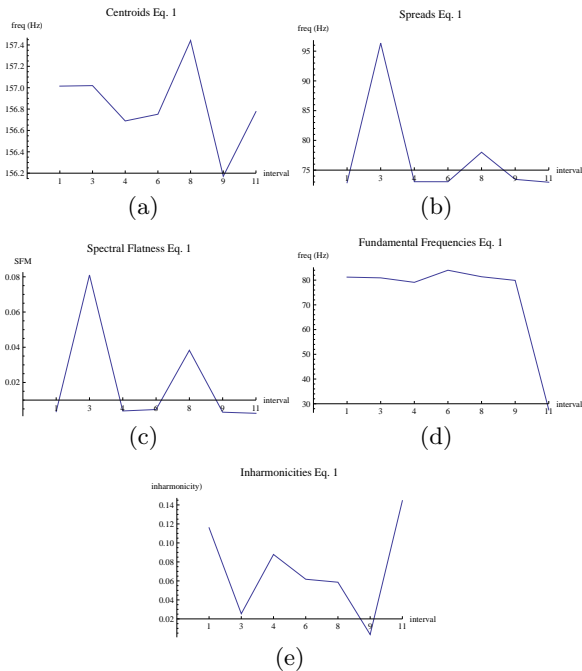 Centroids Eq. 1
freq (Hz)
157.4
157.0
156.8
156.6
156.4
156.2
1 3 4 6 8 9 11
interval
(a)
Spreads Eq. 1
freq (Hz)
95
90
85
80
75
1 3 4 6 8 9 11
interval
(b)
Spectral Flatness Eq. 1
SFM
0.08
0.04
0.02
1 3 4 6 8 9 11
interval
(c)
Fundamental Frequencies Eq. 1
freq (Hz)
80
70
60
50
40
30
1 3 4 6 8 9 11
interval
(d)
Inharmonicities Eq. 1
inharmonicity)
0.14
0.12
0.10
0.08
0.06
0.04
0.02
1 3 4 6 8 9 11
interval
(e)